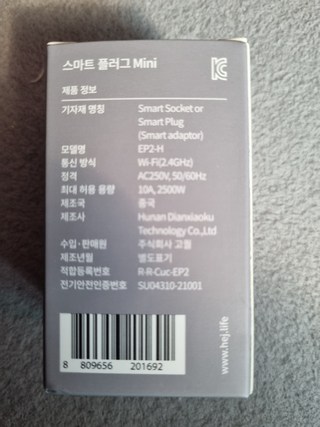 스마트 플러그 Mini
제품 정보
기자재 명칭 Smart Socket or
Smart Plug
(Smart adaptor)
모델명 EP2-H
통신 방식 Wi-Fi(2.4GHz)
정격 AC250V, 50/60Hz
최대 허용 용량 10A, 2500W
제조국 중국
제조사 Hunan Dianxiaoku
Technology Co.,Ltd
수입·판매원 주식회사 고퀄
제조년월 별도표기
적합등록번호 R-R-Cuc-EP2
전기안전인증번호 SU04310-21001
8 809656 201692
www.hej.life